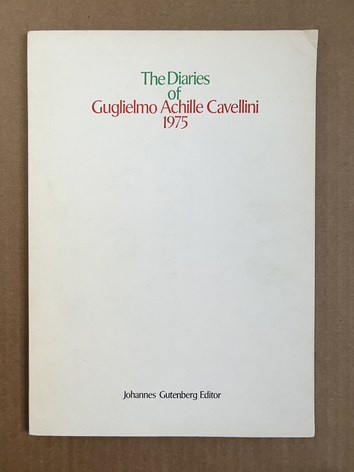 The Diaries
of
Guglielmo Achille Cavellini
1975
Johannes Gutenberg Editor